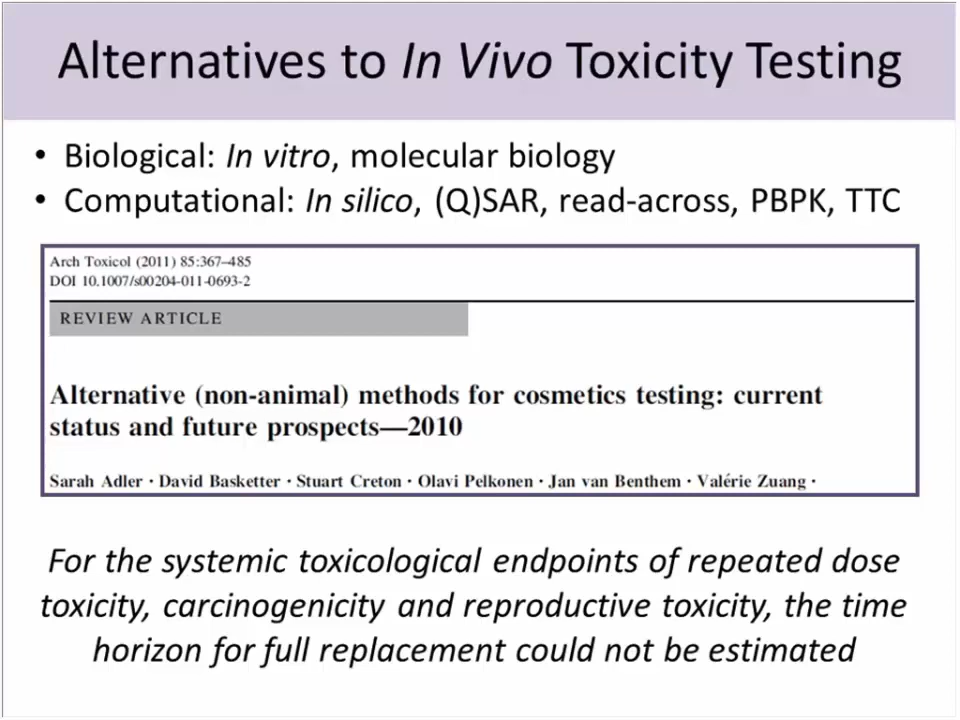 Alternatives to In Vivo Toxicity Testing
• Biological: In vitro, molecular biology
• Computational: In silico, (Q)SAR, read-across, PBPK, TTC
Arch Toxicol (2011) 85:367–485
DOI 10.1007/s00204-011-0693-2
REVIEW ARTICLE
Alternative (non-animal) methods for cosmetics testing: current
status and future prospects—2010
Sarah Adler · David Basketter · Stuart Creton · Olavi Pelkonen · Jan van Benthem · Valérie Zuang ·
For the systemic toxicological endpoints of repeated dose
toxicity, carcinogenicity and reproductive toxicity, the time
horizon for full replacement could not be estimated